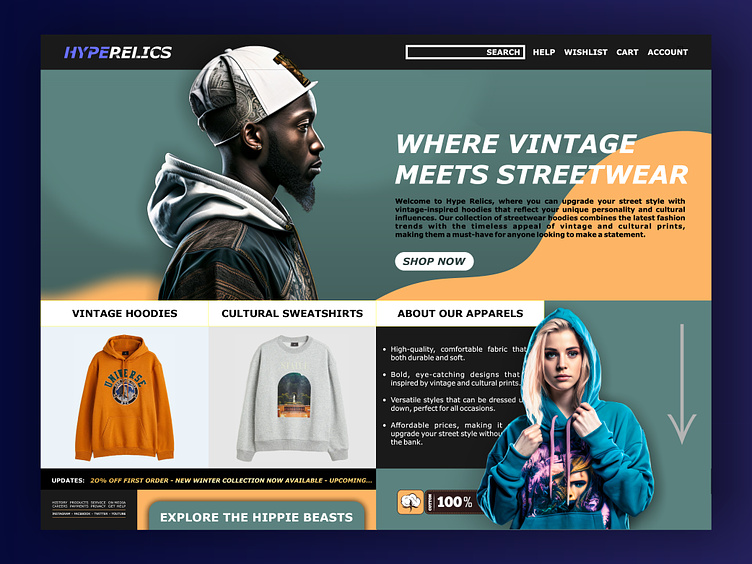 HYPERELICS
SEARCH HELP WISHLIST CART ACCOUNT
WHERE VINTAGE
MEETS STREETWEAR
Welcome to Hype Relics, where you can upgrade your street style with
vintage-inspired hoodies that reflect your unique personality and cultural
influences. Our collection of streetwear hoodies combines the latest fashion
trends with the timeless appeal of vintage and cultural prints,
making them a must-have for anyone looking to make a statement.
SHOP NOW
VINTAGE HOODIES
CULTURAL SWEATSHIRTS
ABOUT OUR APPARELS
UNIVERSE
• High-quality, comfortable fabric that
both durable and soft.
• Bold, eye-catching designs that
inspired by vintage and cultural prints.
• Versatile styles that can be dressed u
down, perfect for all occasions.
• Affordable prices, making it
upgrade your street style withou
the bank.
UPDATES: 20% OFF FIRST ORDER - NEW WINTER COLLECTION NOW AVAILABLE - UPCOMING...
HISTORY PRODUCTS SERVICE ON-MEDIA
CAREERS PAYMENTS PRIVACY GET HELP
INSTAGRAM - FACEBOOK - TWITTER - YOUTUBE
EXPLORE THE HIPPIE BEASTS
COTTON
100%